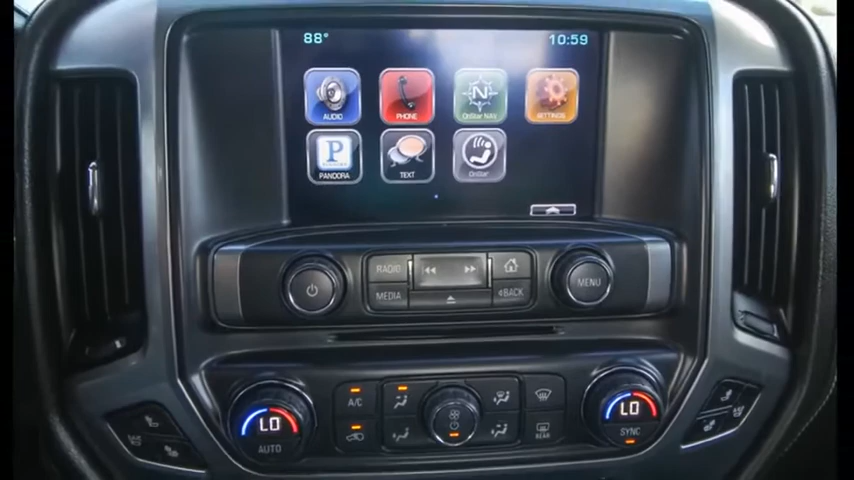 88° 10:59
AUDIO PHONE OnStar NAV SETTINGS
P
PANDORA TEXT OnStar
RADIO
MEDIA BACK MENU
A/C
LO LO
AUTO REAR SYNC